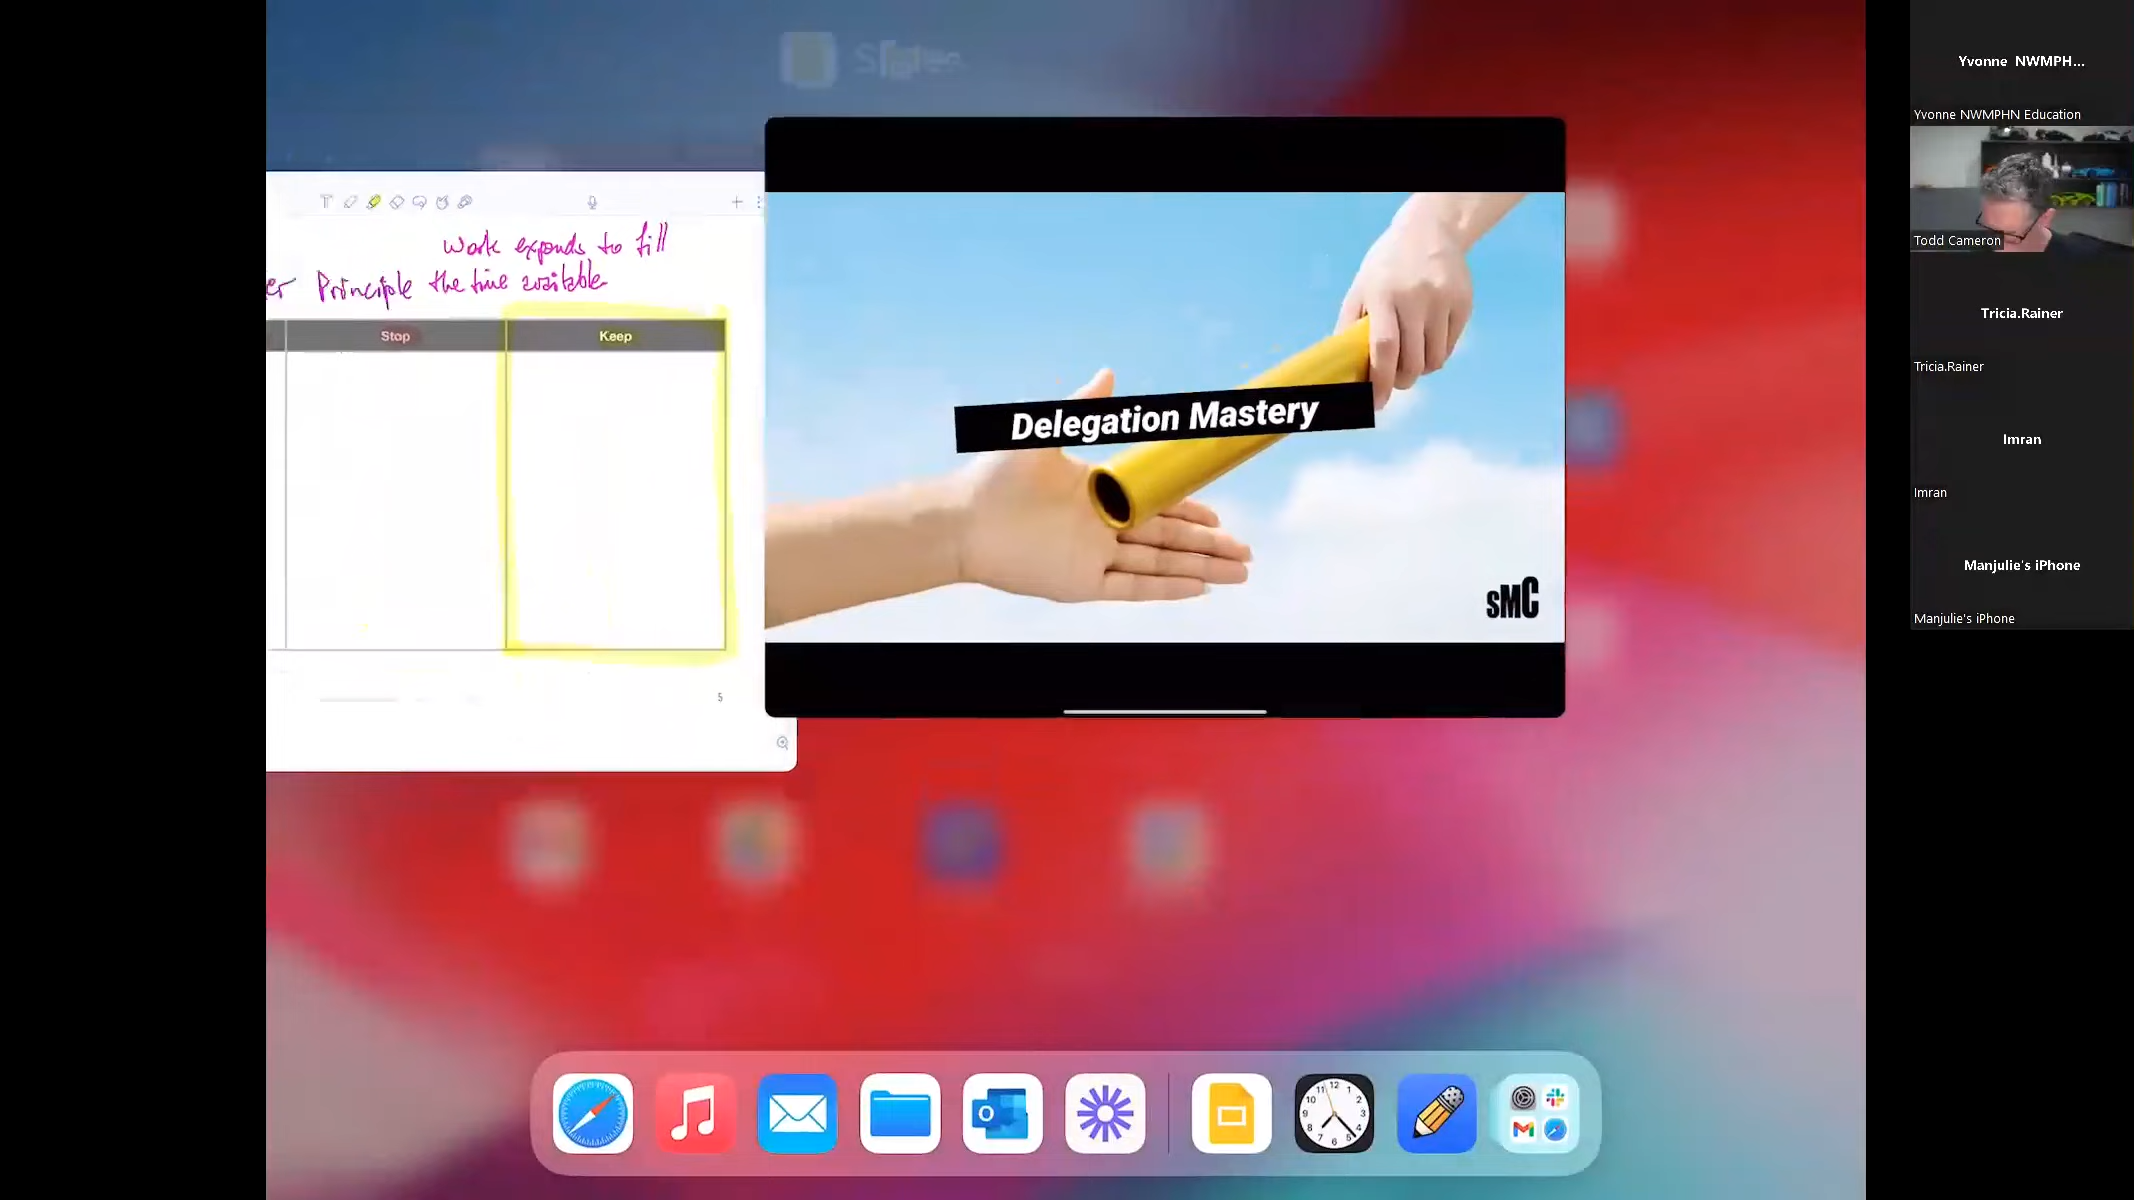 Work expands to fill
er Principle the time available
Stop
Keep
5
Delegation Mastery
sMC
Yvonne NWMPH...
Yvonne NWMPHN Education
Todd Cameron
Tricia.Rainer
Tricia.Rainer
Imran
Imran
Manjulie's iPhone
Manjulie's iPhone